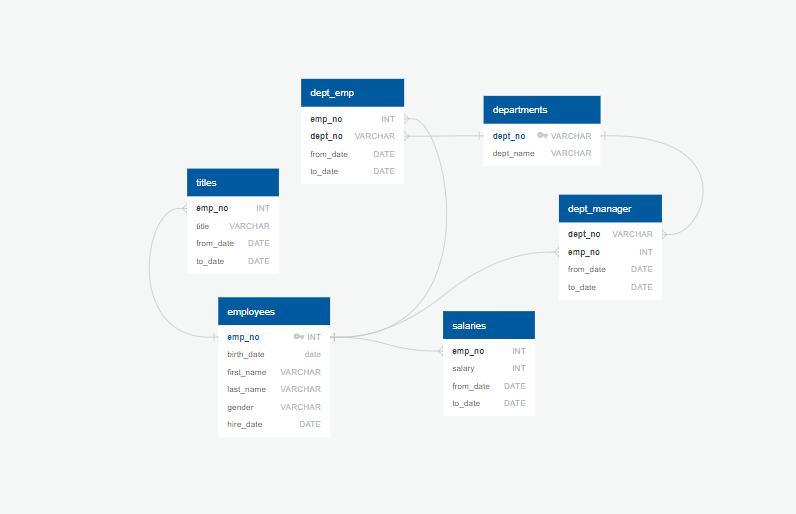 dept_emp
emp_no INT
dept_no VARCHAR
from_date DATE
to_date DATE
departments
dept_no VARCHAR
dept_name VARCHAR
titles
emp_no INT
title VARCHAR
from_date DATE
to_date DATE
dept_manager
dept_no VARCHAR
emp_no INT
from_date DATE
to_date DATE
employees
emp_no INT
birth_date date
first_name VARCHAR
last_name VARCHAR
gender VARCHAR
hire_date DATE
salaries
emp_no INT
salary INT
from_date DATE
to_date DATE